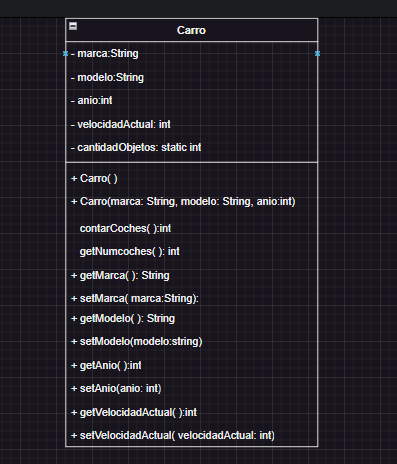 Carro
- marca:String
- modelo:String
- anio:int
- velocidadActual: int
- cantidadObjetos: static int
+ Carro( )
+ Carro(marca: String, modelo: String, anio:int)
contarCoches( ):int
getNumcoches( ): int
+ getMarca( ): String
+ setMarca( marca:String):
+ getModelo( ): String
+ setModelo(modelo:string)
+ getAnio( ):int
+ setAnio(anio: int)
+ getVelocidadActual( ):int
+ setVelocidadActual( velocidadActual: int)